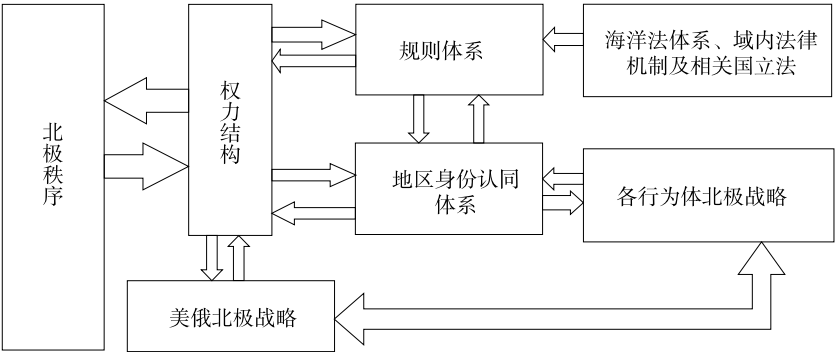 北极秩序
权力结构
规则体系
海洋法体系、域内法律
机制及相关国立法
地区身份认同
体系
各行为体北极战略
美俄北极战略